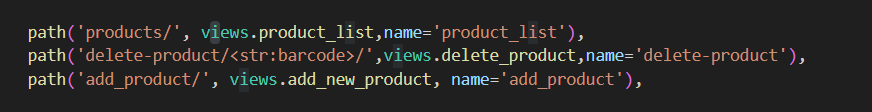 path('products/', views.product_list,name='product_list'),
path('delete-product/<str:barcode>/',views.delete_product,name='delete-product'),
path('add_product/', views.add_new_product, name='add_product'),